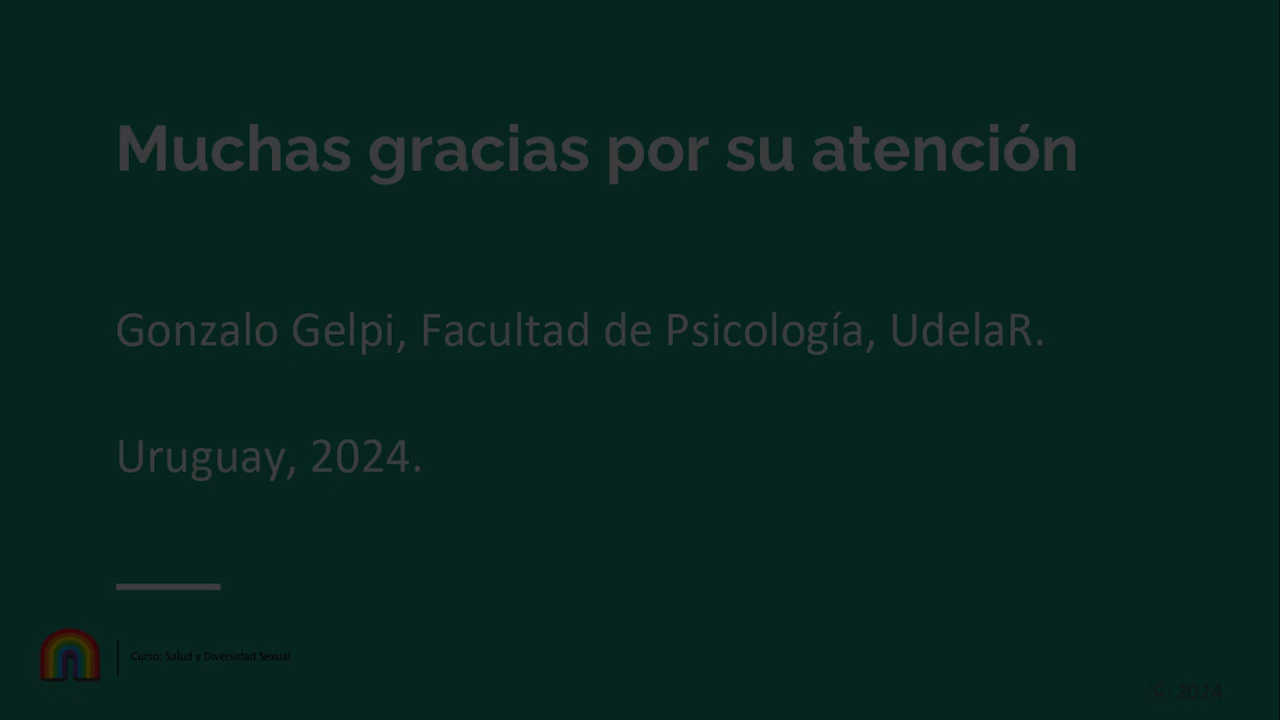 Muchas gracias por su atención
Gonzalo Gelpi, Facultad de Psicología, UdelaR.
Uruguay, 2024.
Curso: Salud y Diversidad Sexual
© 2024